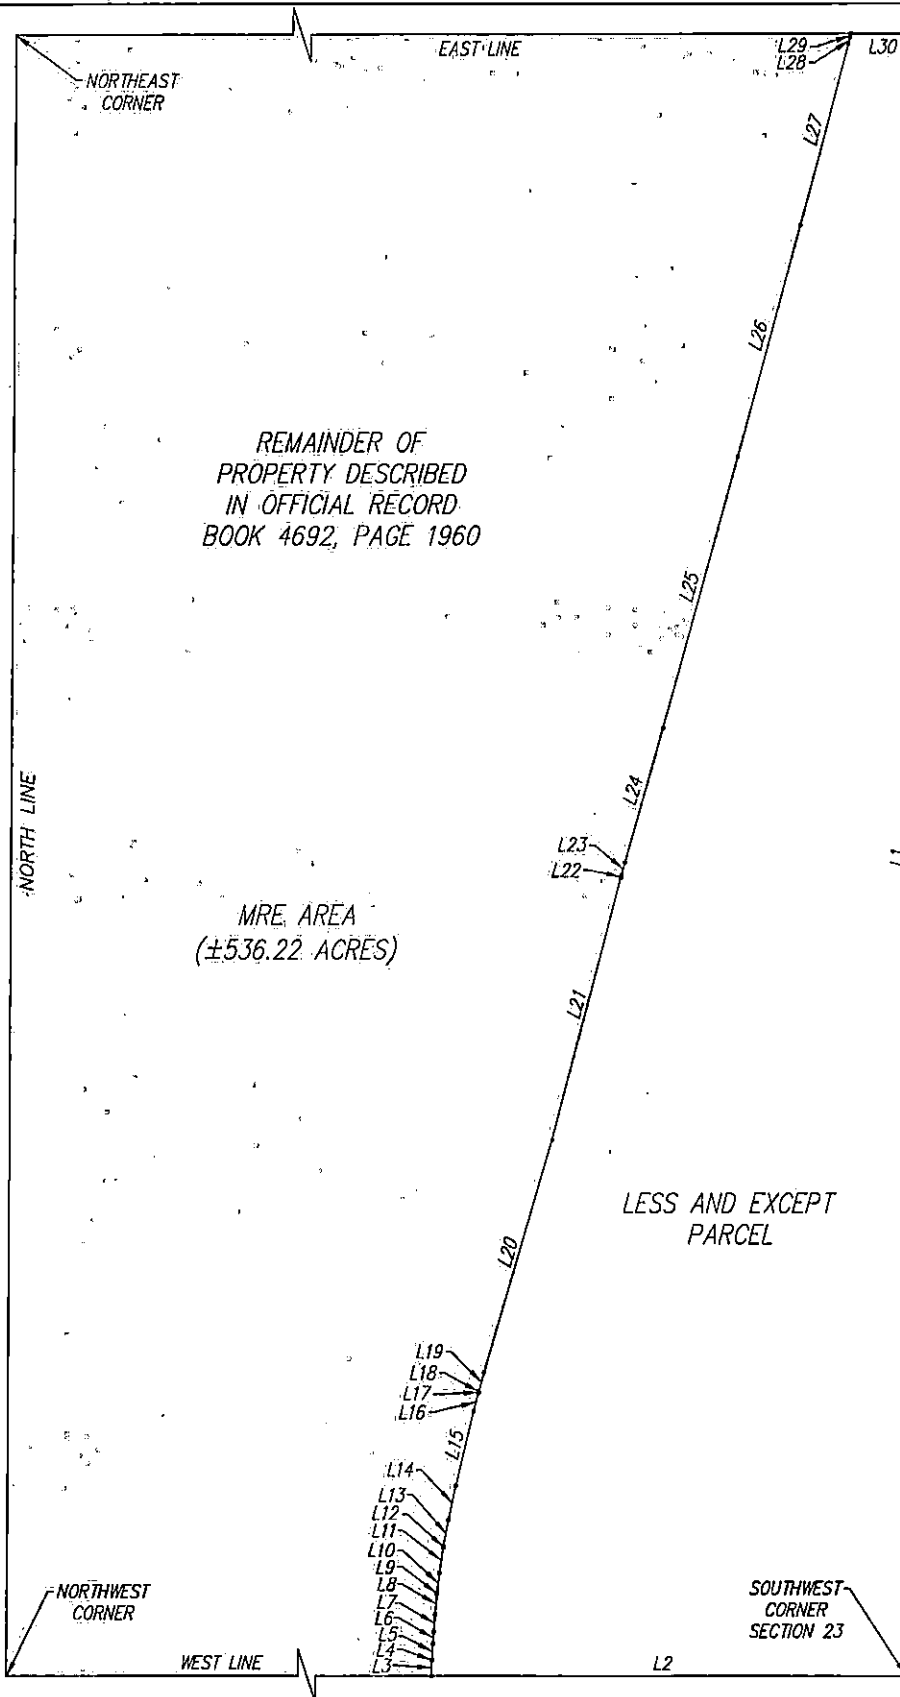 EAST LINE
L29
L30
L28
NORTHEAST
CORNER
L27
L26
REMAINDER OF
PROPERTY DESCRIBED
IN OFFICIAL RECORD
BOOK 4692, PAGE 1960
L25
NORTH LINE
L24
L23
L22
L1
MRE AREA
(±536.22 ACRES)
L21
LESS AND EXCEPT
PARCEL
L20
L19
L18
L17
L16
L15
L14
L13
L12
L11
L10
L9
L8
L7
L6
L5
L4
L3
NORTHWEST
CORNER
SOUTHWEST
CORNER
SECTION 23
WEST LINE
L2